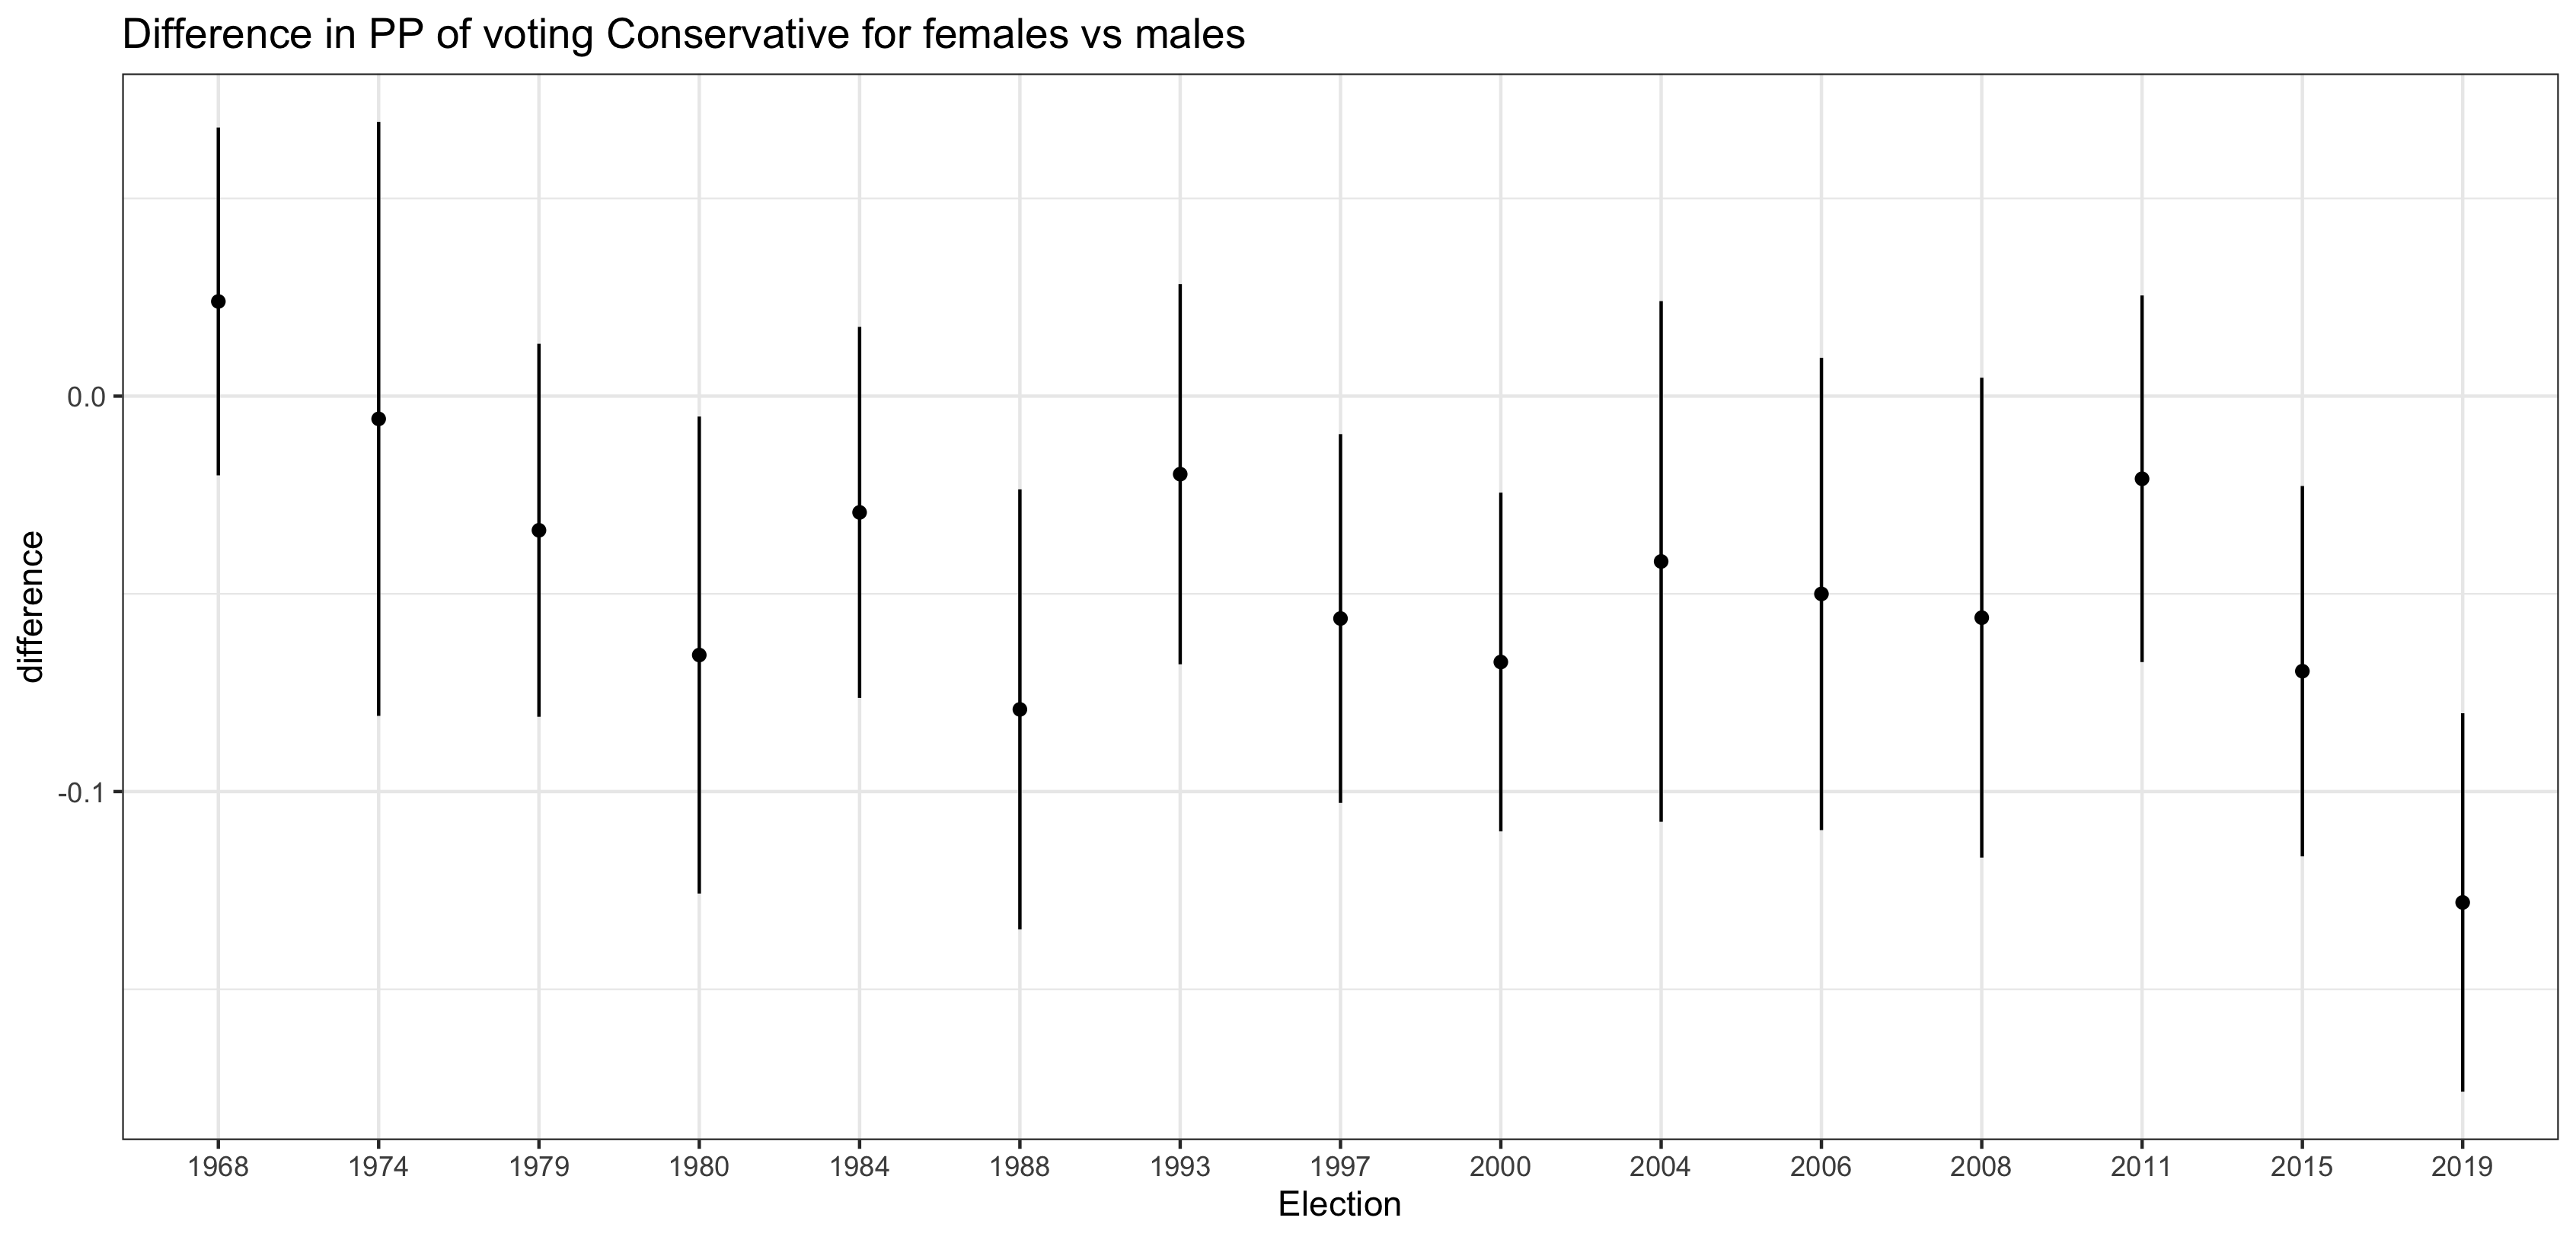 Difference in PP of voting Conservative for females vs males
0.0
-0.1
difference
1968 1974 1979 1980 1984 1988 1993 1997 2000 2004 2006 2008 2011 2015 2019
Election